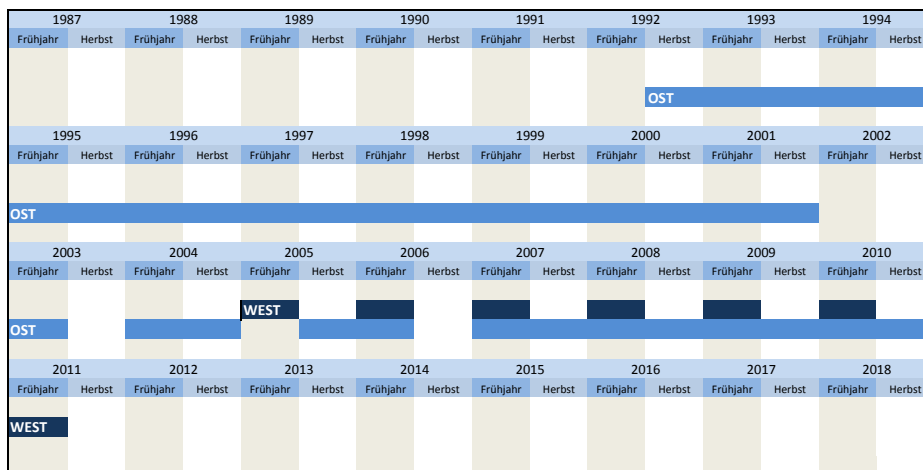 1987 1988 1989 1990 1991 1992 1993 1994
Frühjahr Herbst Frühjahr Herbst Frühjahr Herbst Frühjahr Herbst Frühjahr Herbst Frühjahr Herbst Frühjahr Herbst Frühjahr Herbst
OST
1995 1996 1997 1998 1999 2000 2001 2002
Frühjahr Herbst Frühjahr Herbst Frühjahr Herbst Frühjahr Herbst Frühjahr Herbst Frühjahr Herbst Frühjahr Herbst Frühjahr Herbst
OST
2003 2004 2005 2006 2007 2008 2009 2010
Frühjahr Herbst Frühjahr Herbst Frühjahr Herbst Frühjahr Herbst Frühjahr Herbst Frühjahr Herbst Frühjahr Herbst Frühjahr Herbst
WEST
OST
2011 2012 2013 2014 2015 2016 2017 2018
Frühjahr Herbst Frühjahr Herbst Frühjahr Herbst Frühjahr Herbst Frühjahr Herbst Frühjahr Herbst Frühjahr Herbst Frühjahr Herbst
WEST